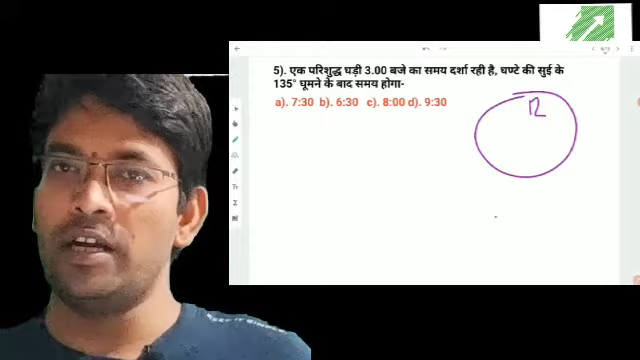 5). एक परिशुद्ध घड़ी 3.00 बजे का समय दर्शा रही है, घण्टे की सुई के
135° घूमने के बाद समय होगा-
a). 7:30 b). 6:30 c). 8:00 d). 9:30
12